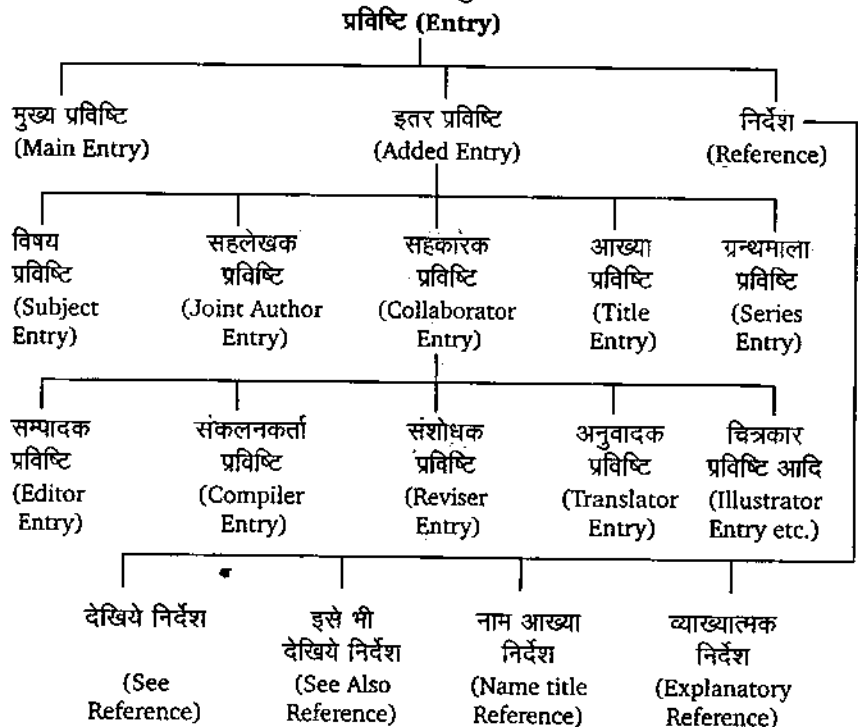 प्रविष्टि (Entry)
मुख्य प्रविष्टि
(Main Entry)
इतर प्रविष्टि
(Added Entry)
निर्देश
(Reference)
विषय
प्रविष्टि
(Subject
Entry)
सहलेखक
प्रविष्टि
(Joint Author
Entry)
सहकारक
प्रविष्टि
(Collaborator
Entry)
आख्या
प्रविष्टि
(Title
Entry)
ग्रन्थमाला
प्रविष्टि
(Series
Entry)
सम्पादक
प्रविष्टि
(Editor
Entry)
संकलनकर्ता
प्रविष्टि
(Compiler
Entry)
संशोधक
प्रविष्टि
(Reviser
Entry)
अनुवादक
प्रविष्टि
(Translator
Entry)
चित्रकार
प्रविष्टि आदि
(Illustrator
Entry etc.)
देखिये निर्देश
(See
Reference)
इसे भी
देखिये निर्देश
(See Also
Reference)
नाम आख्या
निर्देश
(Name title
Reference)
व्याख्यात्मक
निर्देश
(Explanatory
Reference)